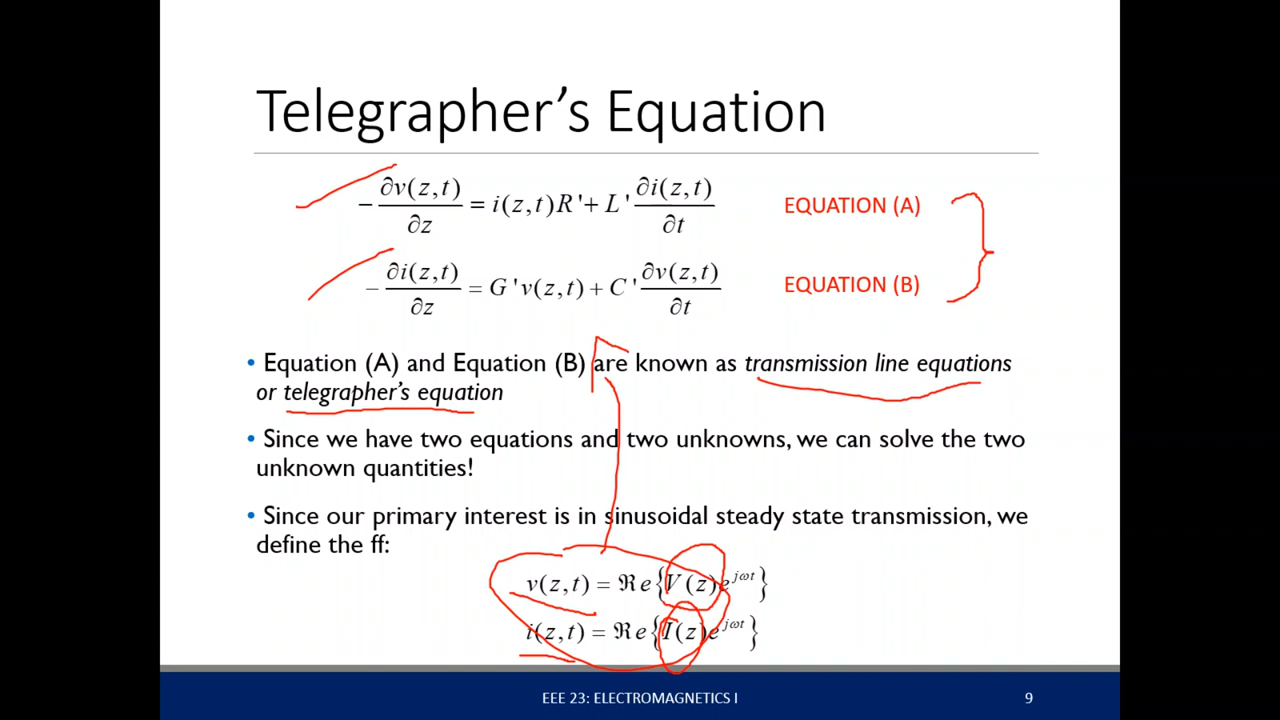 Telegrapher's Equation
−∂v(z,t)/∂z = i(z,t)R'+ L' ∂i(z,t)/∂t EQUATION (A)
−∂i(z,t)/∂z = G'v(z,t) + C' ∂v(z,t)/∂t EQUATION (B)
• Equation (A) and Equation (B) are known as transmission line equations
or telegrapher's equation
• Since we have two equations and two unknowns, we can solve the two
unknown quantities!
• Since our primary interest is in sinusoidal steady state transmission, we
define the ff:
v(z,t) = ℜe{V(z)e^{jωt}}
i(z,t) = ℜe{I(z)e^{jωt}}
EEE 23: ELECTROMAGNETICS I 9